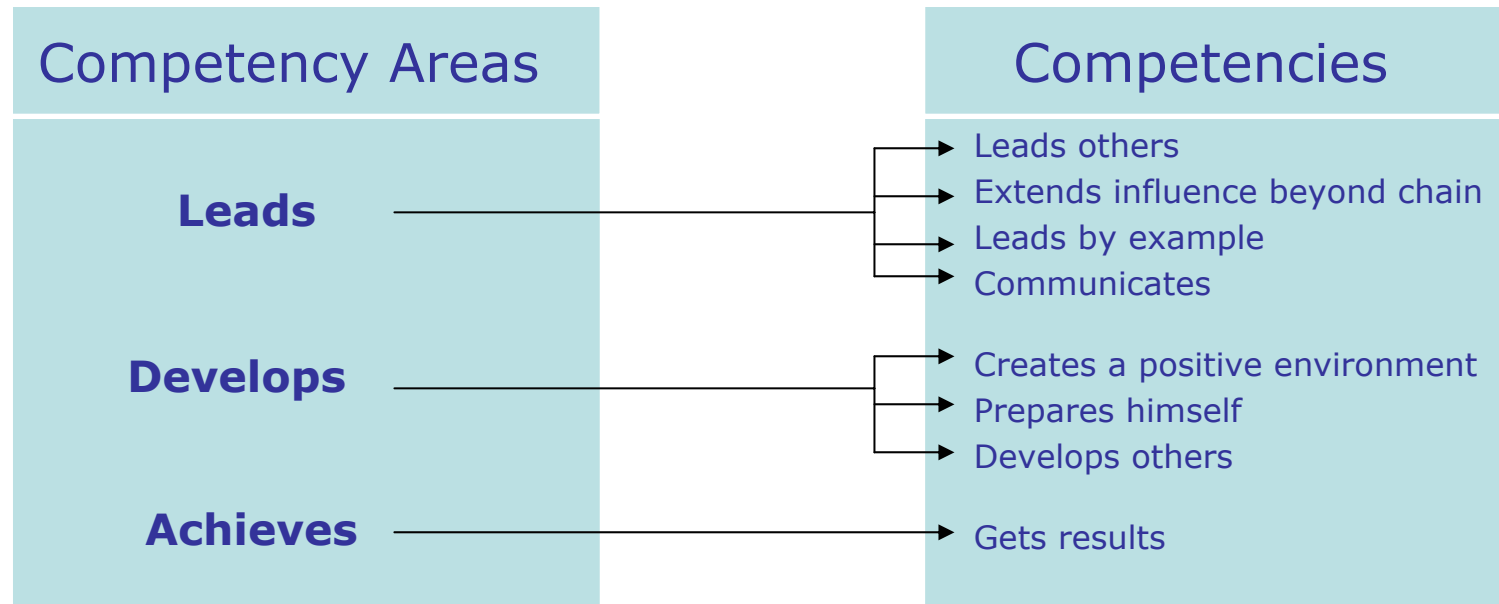 Competency Areas
Competencies
Leads
Leads others
Extends influence beyond chain
Leads by example
Communicates
Develops
Creates a positive environment
Prepares himself
Develops others
Achieves
Gets results